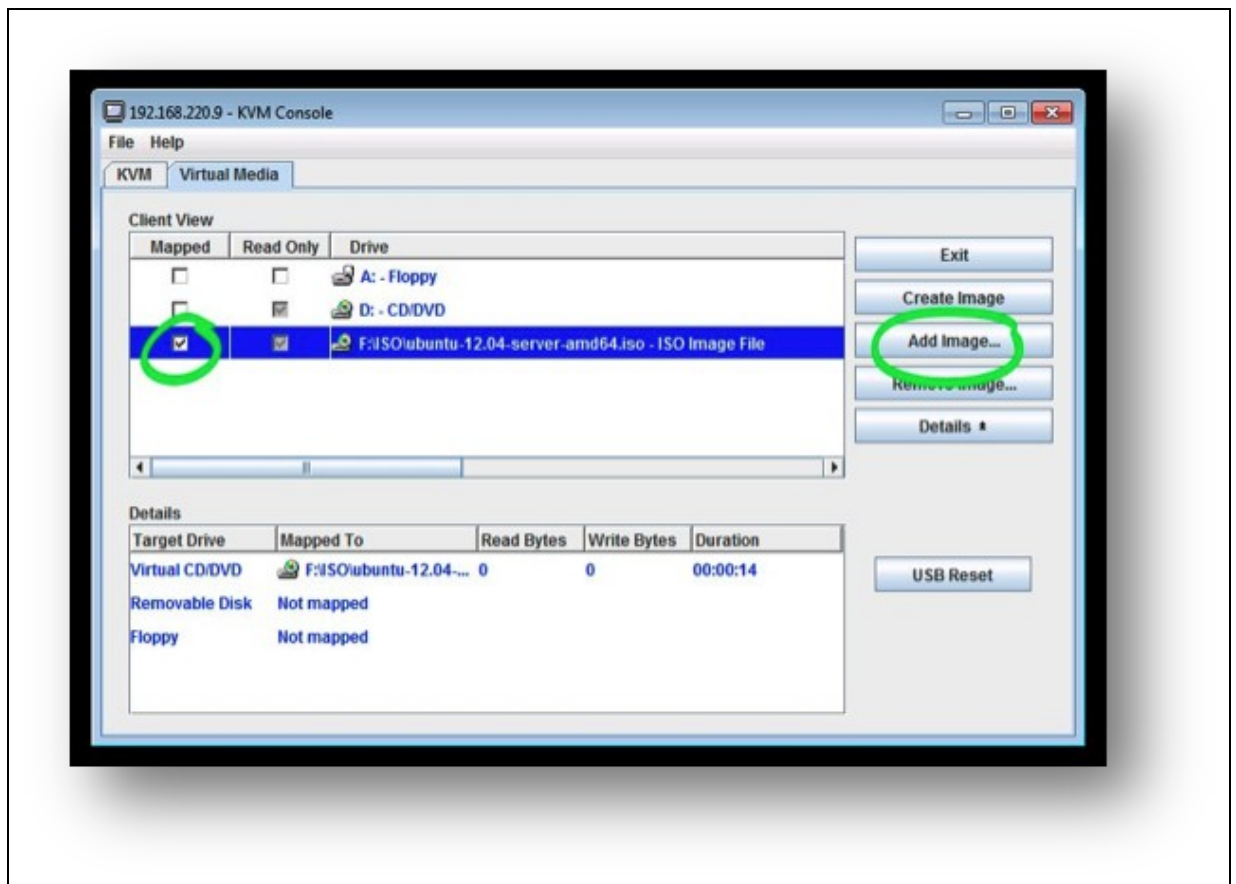 192.168.220.9 - KVM Console
File Help
KVM Virtual Media
Client View
Mapped Read Only Drive
A: - Floppy
D: - CD/DVD
F:\ISO\ubuntu-12.04-server-amd64.iso - ISO Image File
Exit
Create Image
Add Image...
Remove Image...
Details
Details
Target Drive Mapped To Read Bytes Write Bytes Duration
Virtual CD/DVD F:\ISO\ubuntu-12.04-... 0 0 00:00:14
Removable Disk Not mapped
Floppy Not mapped
USB Reset